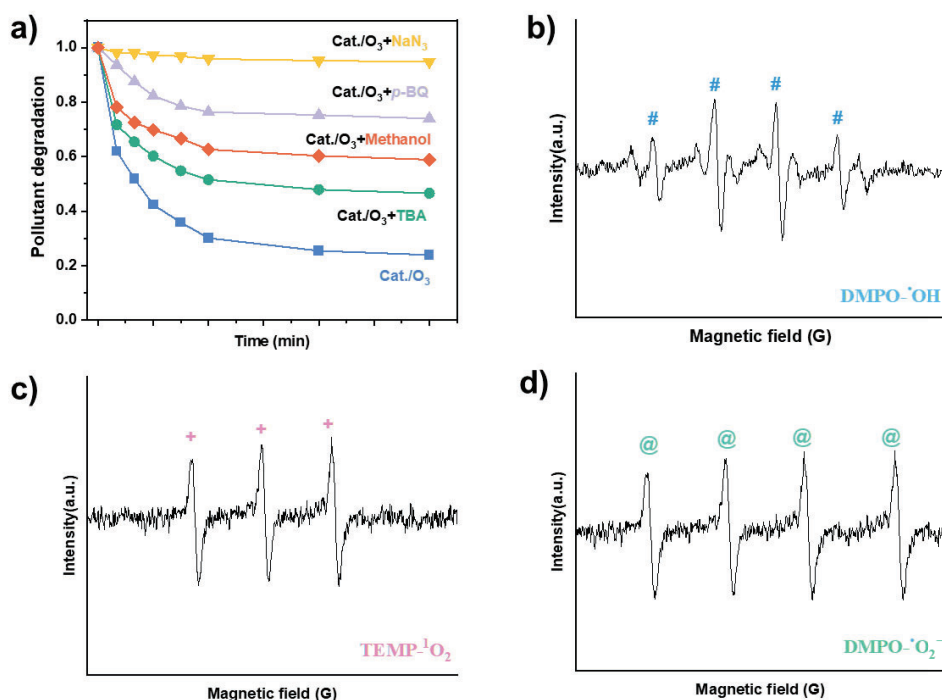 a)
Pollutant degradation
1.0
0.8
0.6
0.4
0.2
0.0
Cat./O₃+NaN₃
Cat./O₃+p-BQ
Cat./O₃+Methanol
Cat./O₃+TBA
Cat./O₃
Time (min)
b)
Intensity(a.u.)
# # # #
DMPO-•OH
Magnetic field (G)
c)
Intensity(a.u.)
+ + +
TEMP-¹O₂
Magnetic field (G)
d)
Intensity(a.u.)
@ @ @ @
DMPO-•O₂⁻
Magnetic field (G)